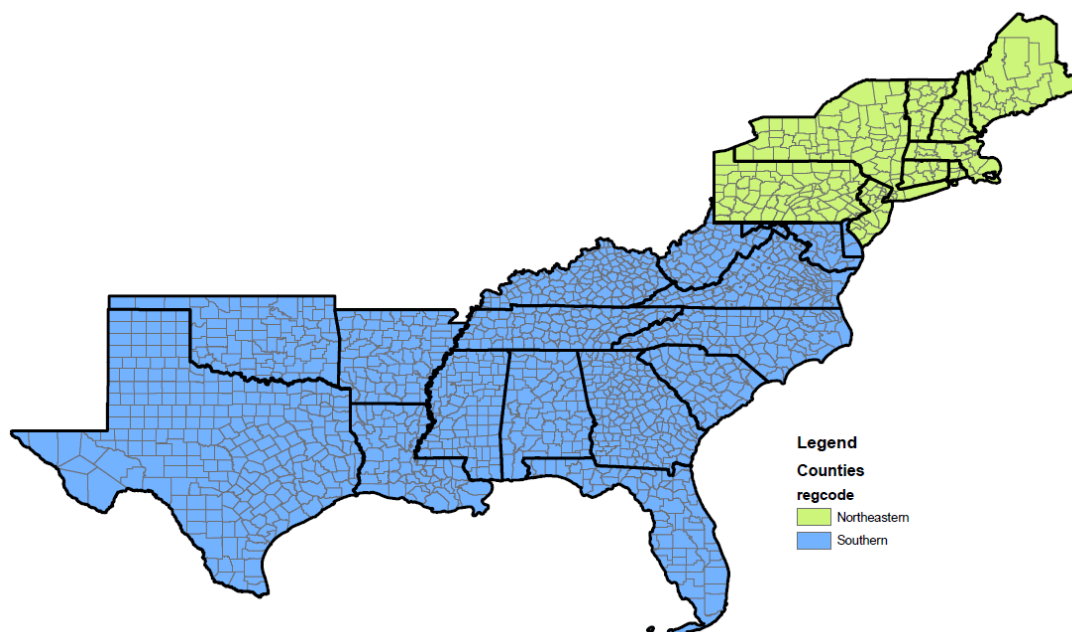 Legend
Counties
regcode
Northeastern
Southern